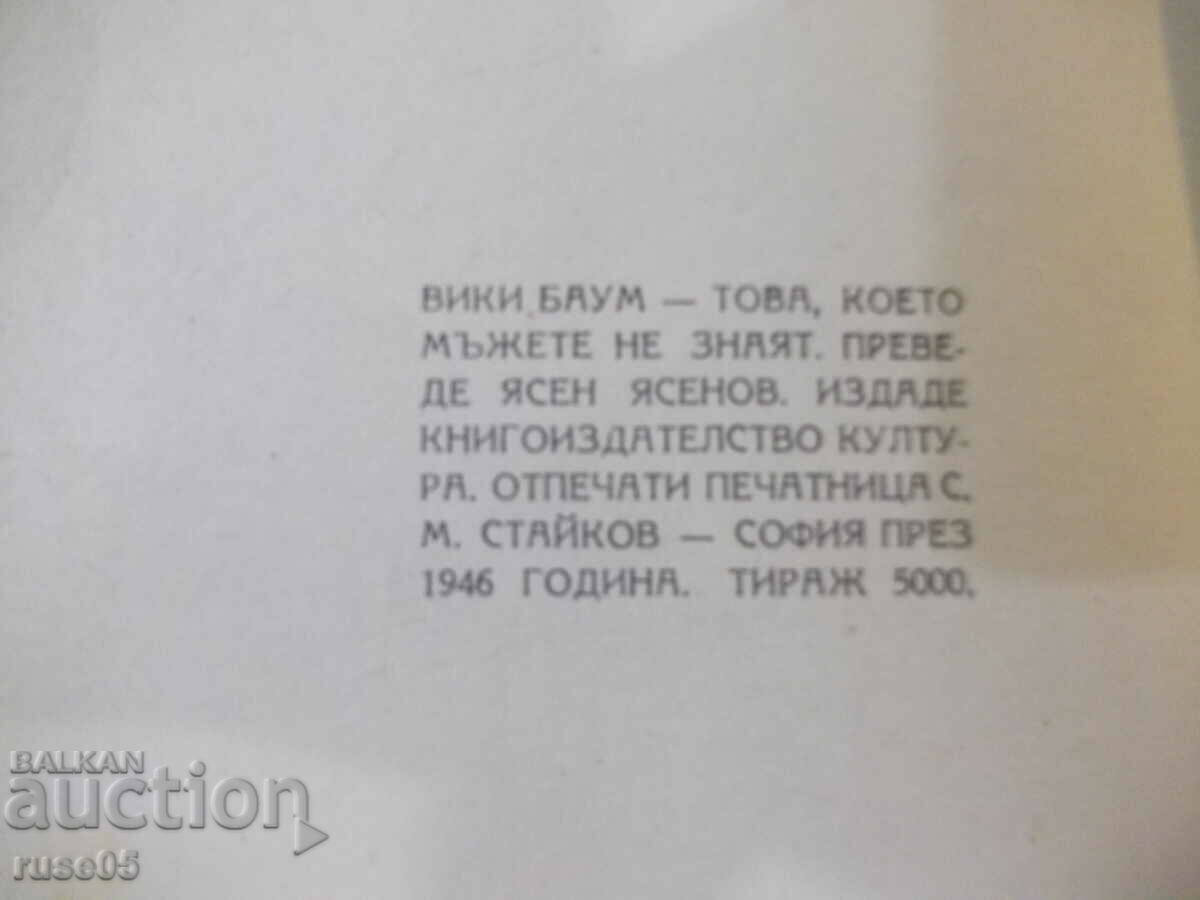 ВИКИ БАУМ — ТОВА, КОЕТО
МЪЖЕТЕ НЕ ЗНАЯТ. ПРЕВЕ-
ДЕ ЯСЕН ЯСЕНОВ. ИЗДАДЕ
КНИГОИЗДАТЕЛСТВО КУЛТУ-
РА. ОТПЕЧАТИ ПЕЧАТНИЦА С.
М. СТАЙКОВ — СОФИЯ ПРЕЗ
1946 ГОДИНА. ТИРАЖ 5000.
BALKAN
auction
ruse05